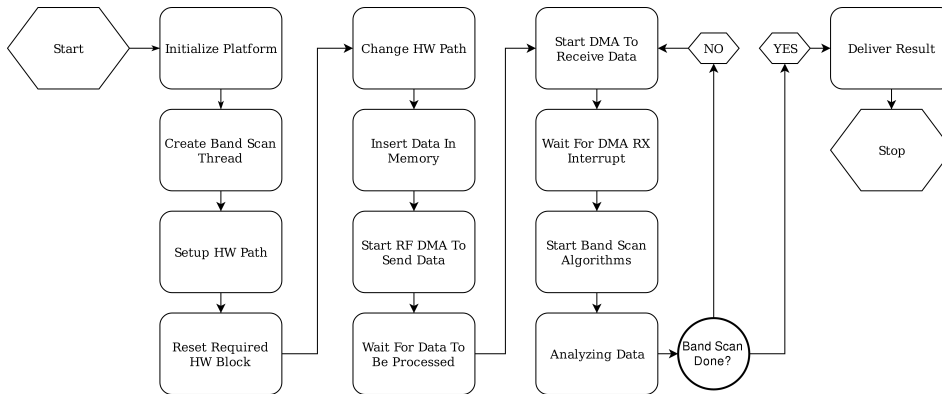 Start
Initialize Platform
Create Band Scan
Thread
Setup HW Path
Reset Required
HW Block
Change HW Path
Insert Data In
Memory
Start RF DMA To
Send Data
Wait For Data To
Be Processed
Start DMA To
Receive Data
Wait For DMA RX
Interrupt
Start Band Scan
Algorithms
Analyzing Data
Band Scan
Done?
NO
YES
Deliver Result
Stop